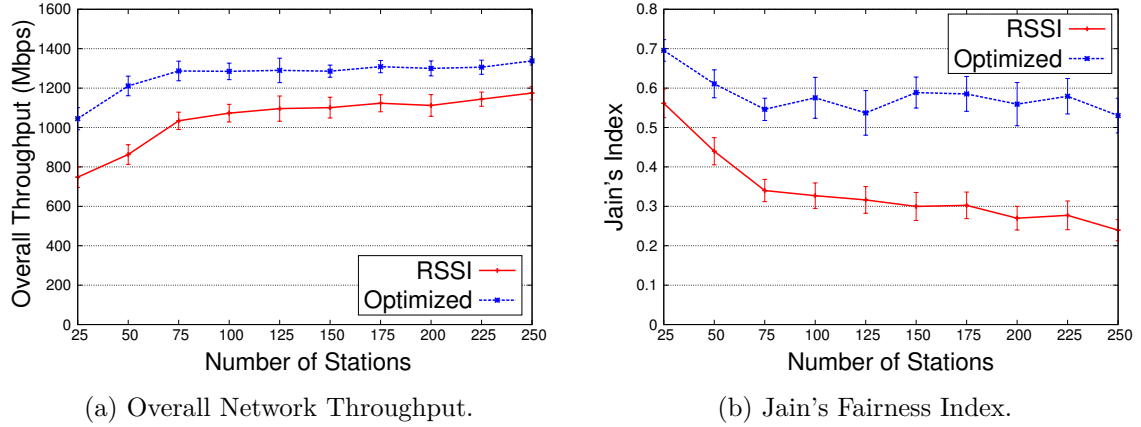 Overall Throughput (Mbps)
1600
1400
1200
1000
800
600
400
200
0
RSSI
Optimized
25 50 75 100 125 150 175 200 225 250
Number of Stations
(a) Overall Network Throughput.
Jain's Index
0.8
0.7
0.6
0.5
0.4
0.3
0.2
0.1
0
RSSI
Optimized
25 50 75 100 125 150 175 200 225 250
Number of Stations
(b) Jain's Fairness Index.